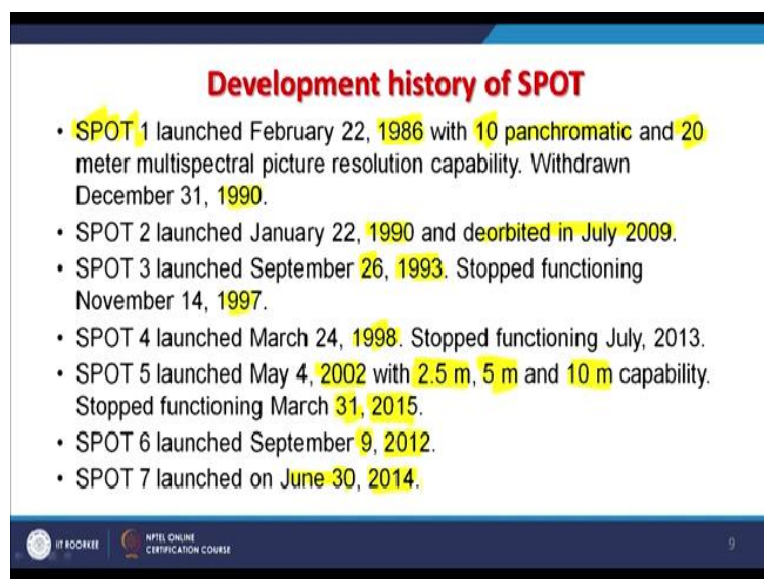 Development history of SPOT
• SPOT 1 launched February 22, 1986 with 10 panchromatic and 20
meter multispectral picture resolution capability. Withdrawn
December 31, 1990.
• SPOT 2 launched January 22, 1990 and deorbited in July 2009.
• SPOT 3 launched September 26, 1993. Stopped functioning
November 14, 1997.
• SPOT 4 launched March 24, 1998. Stopped functioning July, 2013.
• SPOT 5 launched May 4, 2002 with 2.5 m, 5 m and 10 m capability.
Stopped functioning March 31, 2015.
• SPOT 6 launched September 9, 2012.
• SPOT 7 launched on June 30, 2014.
IIT ROORKEE
NPTEL ONLINE
CERTIFICATION COURSE
9